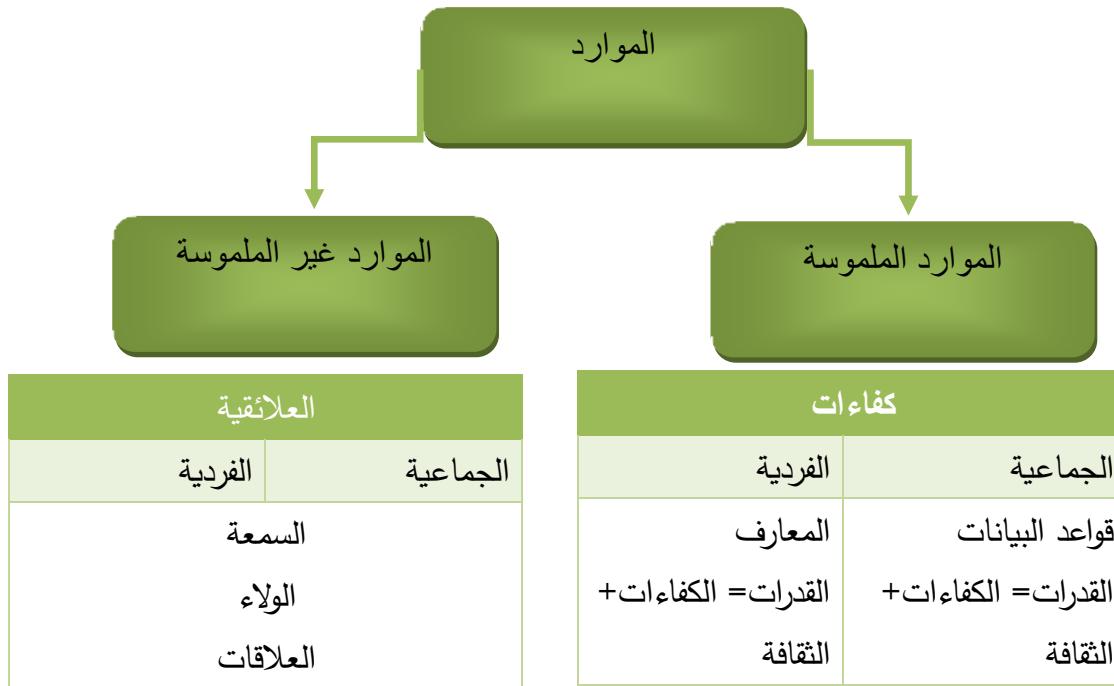 الموارد
الموارد الملموسة
الموارد غير الملموسة
كفاءات
الجماعية
الفردية
قواعد البيانات
المعارف
القدرات= الكفاءات+
القدرات= الكفاءات+
الثقافة
الثقافة
العلائقية
الجماعية
الفردية
السمعة
الولاء
العلاقات